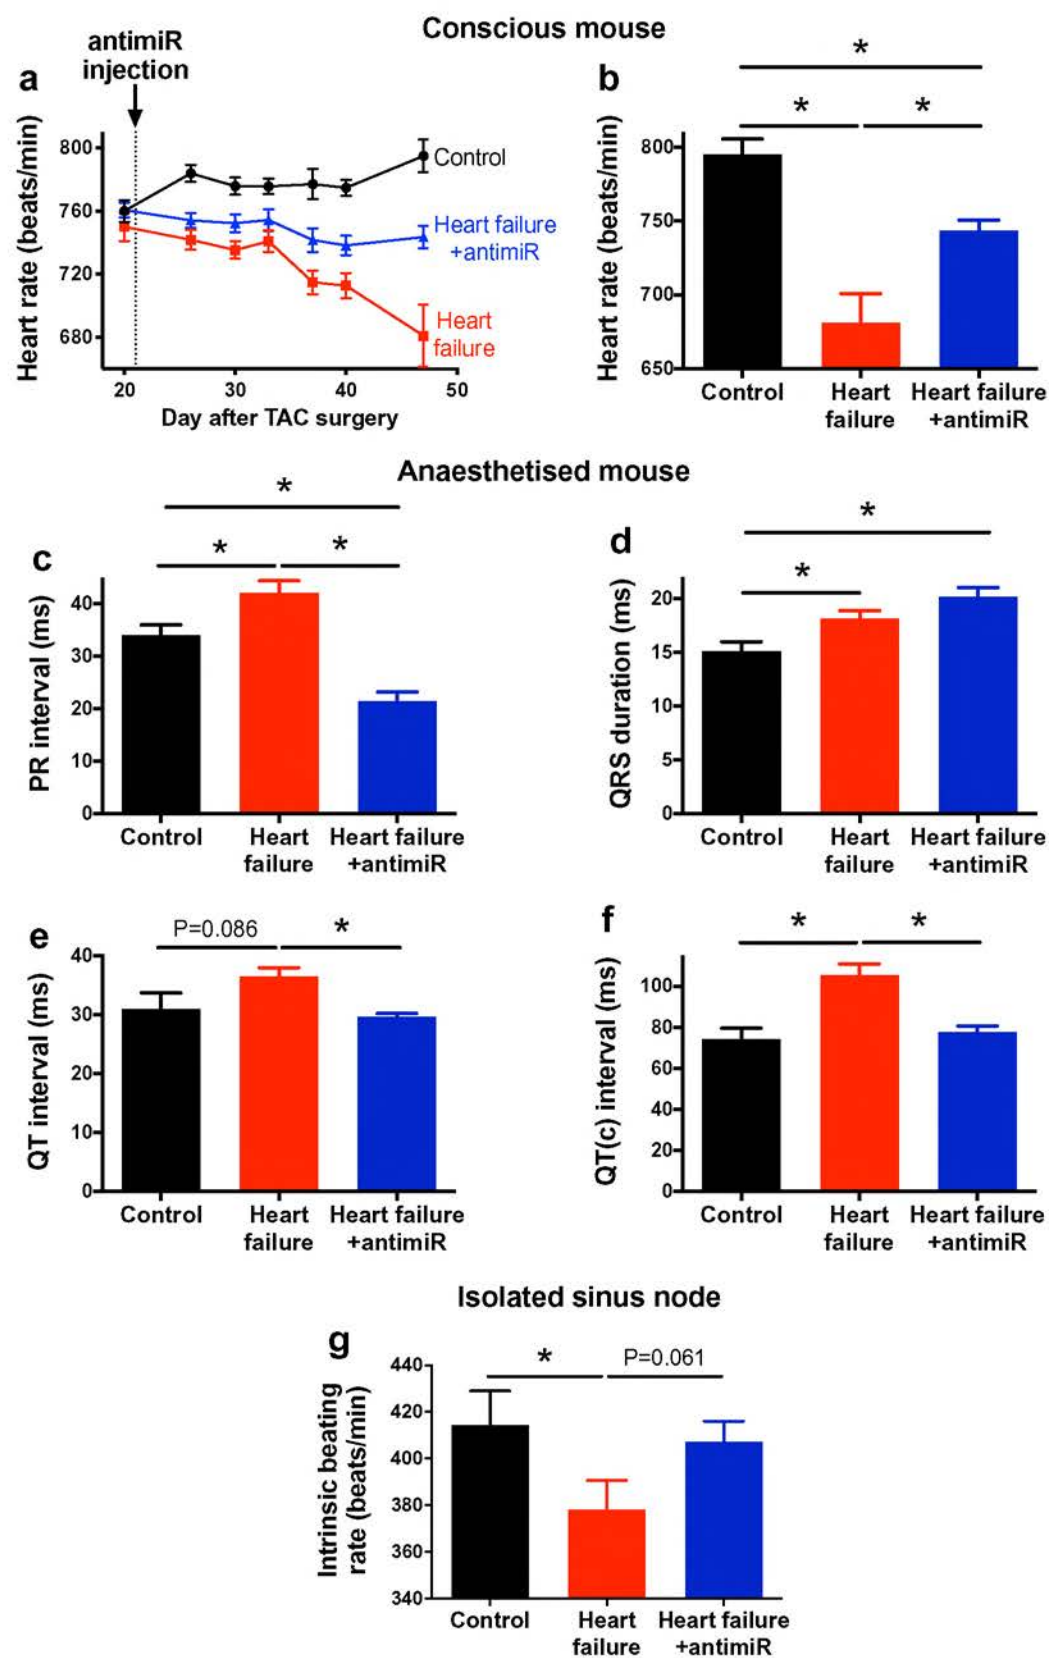 Conscious mouse
antimiR
injection
a
Heart rate (beats/min)
800
760
720
680
20
30
40
50
Day after TAC surgery
Control
Heart failure
+antimiR
Heart
failure
b
Heart rate (beats/min)
800
750
700
650
*
*
*
Control
Heart
failure
Heart failure
+antimiR
Anaesthetised mouse
c
PR interval (ms)
40
30
20
10
0
*
*
*
Control
Heart
failure
Heart failure
+antimiR
d
QRS duration (ms)
20
15
10
5
0
*
*
Control
Heart
failure
Heart failure
+antimiR
e
QT interval (ms)
40
30
20
10
0
P=0.086
*
Control
Heart
failure
Heart failure
+antimiR
f
QT(c) interval (ms)
100
80
60
40
20
0
*
*
Control
Heart
failure
Heart failure
+antimiR
Isolated sinus node
g
Intrinsic beating
rate (beats/min)
440
420
400
380
360
340
*
P=0.061
Control
Heart
failure
Heart failure
+antimiR